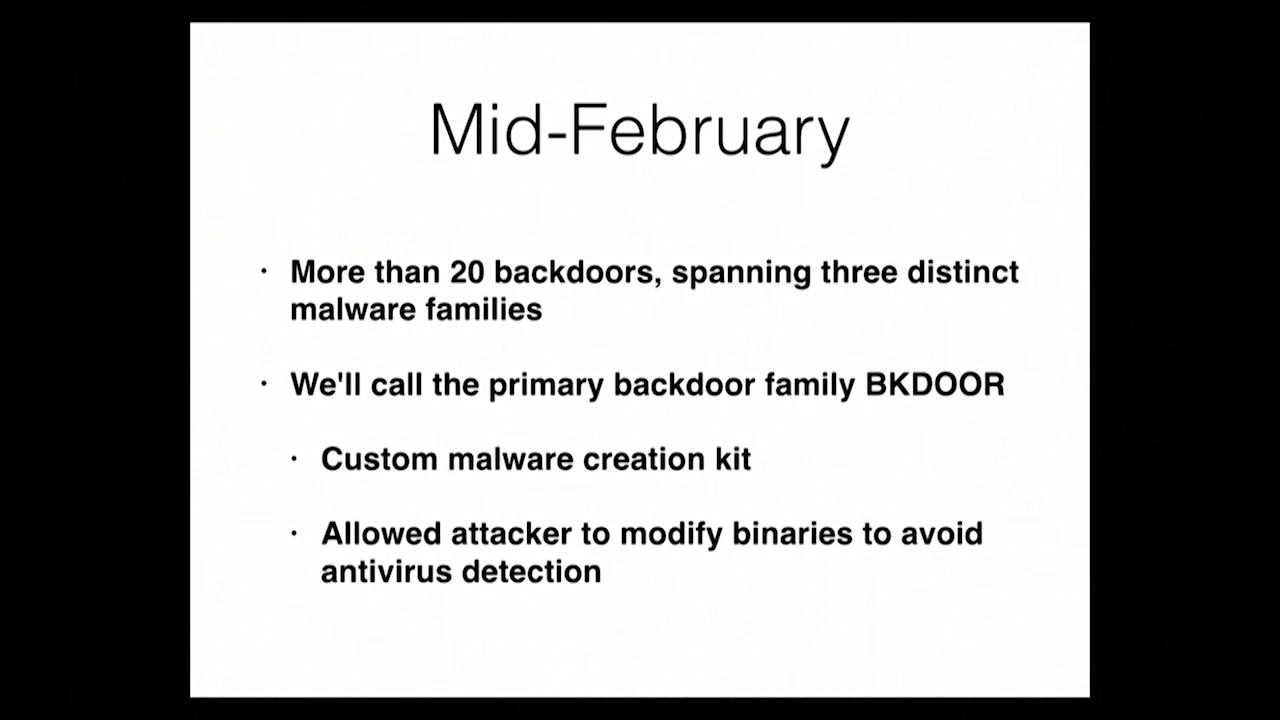 Mid-February
· More than 20 backdoors, spanning three distinct
malware families
· We'll call the primary backdoor family BKDOOR
· Custom malware creation kit
· Allowed attacker to modify binaries to avoid
antivirus detection